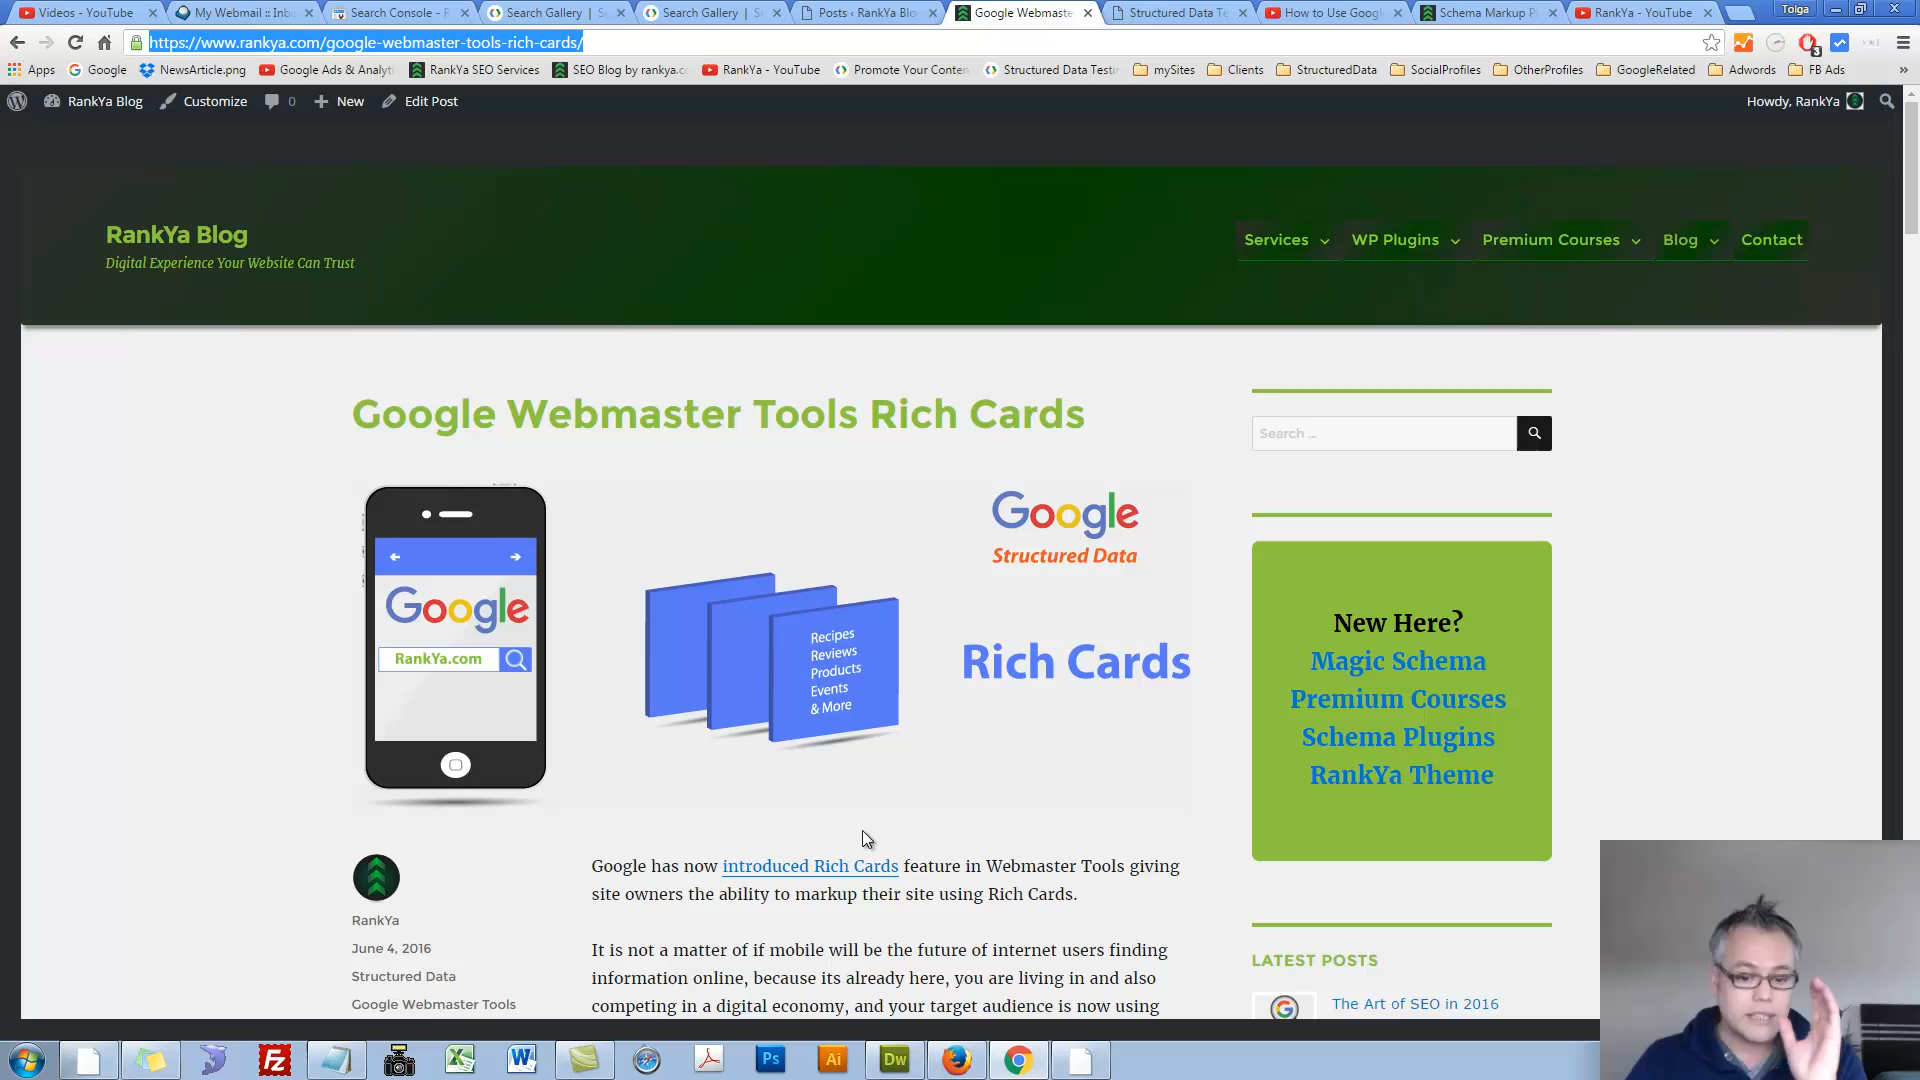 Videos - YouTube
My Webmail :: Inb
Search Console - R
Search Gallery | S
Search Gallery | S
Posts ‹ RankYa Blo
Google Webmaste
Structured Data Te
How to Use Googl
Schema Markup P
RankYa - YouTube
Tolga
https://www.rankya.com/google-webmaster-tools-rich-cards/
3
Apps
Google
NewsArticle.png
Google Ads & Analyti
RankYa SEO Services
SEO Blog by rankya.c
RankYa - YouTube
Promote Your Conten
Structured Data Testi
mySites
Clients
StructuredData
SocialProfiles
OtherProfiles
GoogleRelated
Adwords
FB Ads
»
RankYa Blog
Customize
0
New
Edit Post
Howdy, RankYa
RankYa Blog
Digital Experience Your Website Can Trust
Services
WP Plugins
Premium Courses
Blog
Contact
Google Webmaster Tools Rich Cards
Search ...
Google
RankYa.com
Recipes
Reviews
Products
Events
& More
Google
Structured Data
Rich Cards
New Here?
Magic Schema
Premium Courses
Schema Plugins
RankYa Theme
RankYa
June 4, 2016
Structured Data
Google Webmaster Tools
Google has now introduced Rich Cards feature in Webmaster Tools giving
site owners the ability to markup their site using Rich Cards.
It is not a matter of if mobile will be the future of internet users finding
information online, because its already here, you are living in and also
competing in a digital economy, and your target audience is now using
LATEST POSTS
G
The Art of SEO in 2016
Fz
W
Ps
Ai
Dw